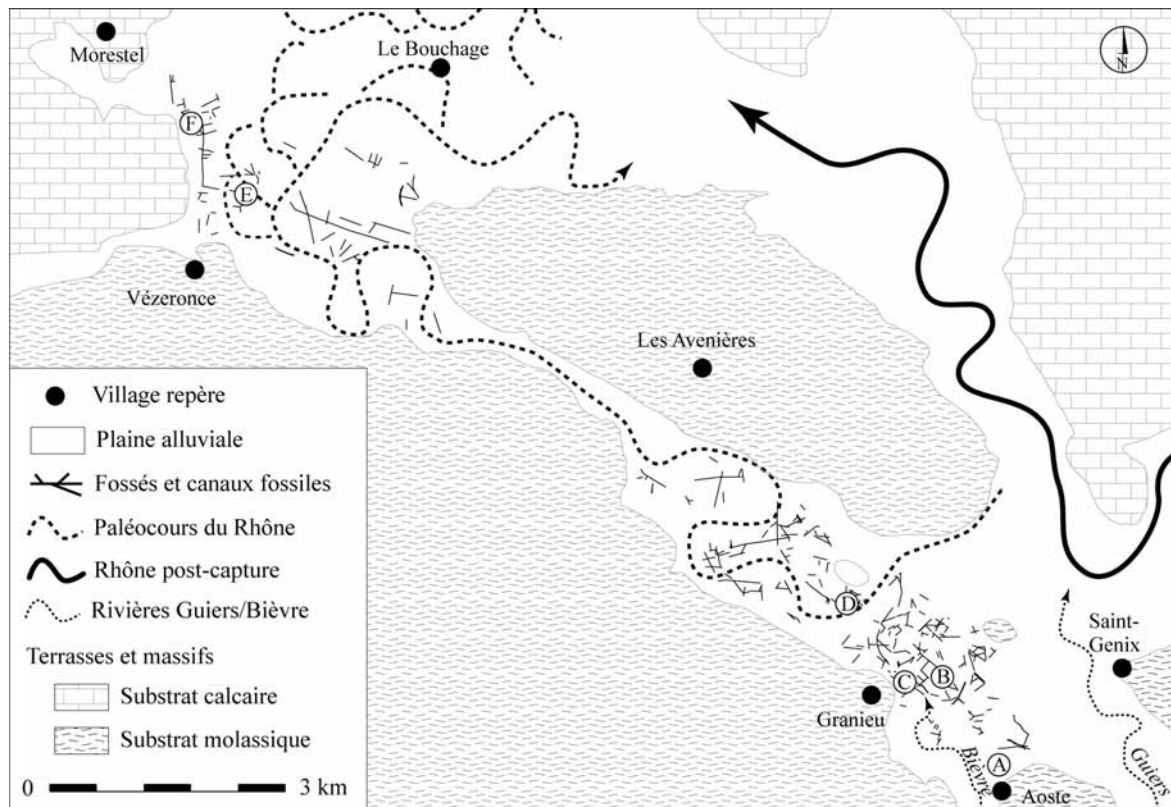 Morestel
Le Bouchage
N
F
E
Vézeronce
Les Avenières
D
C
B
Granieu
Saint-
Genix
A
Bièvre
Guiers
Aoste
Village repère
Plaine alluviale
Fossés et canaux fossiles
Paléocours du Rhône
Rhône post-capture
Rivières Guiers/Bièvre
Terrasses et massifs
Substrat calcaire
Substrat molassique
0 3 km